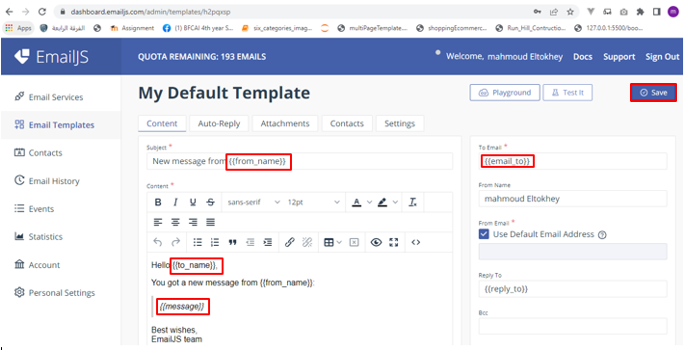 dashboard.emailjs.com/admin/templates/h2pqxsp
Apps
الفرقة الرابعة
Assignment
(1) BFCAI 4th year S...
six_categories_imag...
multiPageTemplate...
shoppingEcommerc...
Run_Hill_Contructio...
127.0.0.1:5500/boo...
EmailJS
QUOTA REMAINING: 193 EMAILS
Welcome, mahmoud Eltokhey
Docs
Support
Sign Out
Email Services
Email Templates
Contacts
Email History
Events
Statistics
Account
Personal Settings
My Default Template
Playground
Test It
Save
Content
Auto-Reply
Attachments
Contacts
Settings
Subject *
New message from {{from_name}}
Content *
B I U S sans-serif 12pt A
Hello {{to_name}},
You got a new message from {{from_name}}:
{{message}}
Best wishes,
EmailJS team
To Email *
{{email_to}}
From Name
mahmoud Eltokhey
From Email *
Use Default Email Address
Reply To
{{reply_to}}
Bcc